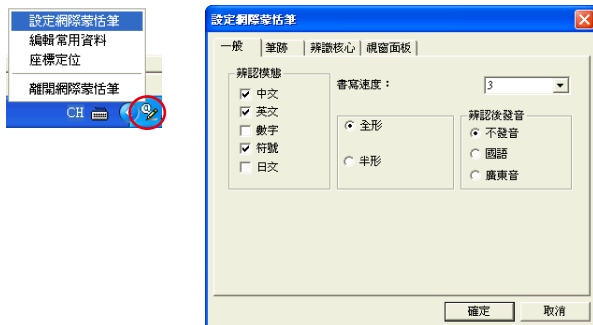 設定網際蒙恬筆
編輯常用資料
座標定位
離開網際蒙恬筆
CH
設定網際蒙恬筆
一般 筆跡 辨識核心 視窗面板
辨認模態
中文
英文
數字
符號
日文
書寫速度： 3
全形
半形
辨認後發音
不發音
國語
廣東音
確定 取消